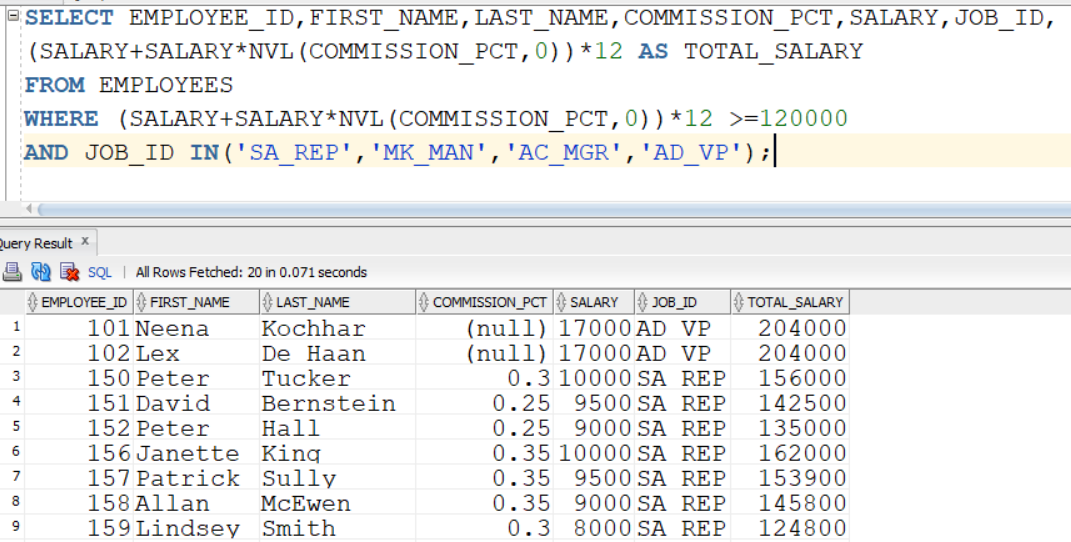 SELECT EMPLOYEE_ID,FIRST_NAME,LAST_NAME,COMMISSION_PCT,SALARY,JOB_ID,
(SALARY+SALARY*NVL(COMMISSION_PCT,0))*12 AS TOTAL_SALARY
FROM EMPLOYEES
WHERE (SALARY+SALARY*NVL(COMMISSION_PCT,0))*12 >=120000
AND JOB_ID IN('SA_REP','MK_MAN','AC_MGR','AD_VP');
Query Result x
SQL | All Rows Fetched: 20 in 0.071 seconds
EMPLOYEE_ID FIRST_NAME LAST_NAME COMMISSION_PCT SALARY JOB_ID TOTAL_SALARY
1 101 Neena Kochhar (null) 17000 AD_VP 204000
2 102 Lex De Haan (null) 17000 AD_VP 204000
3 150 Peter Tucker 0.3 10000 SA_REP 156000
4 151 David Bernstein 0.25 9500 SA_REP 142500
5 152 Peter Hall 0.25 9000 SA_REP 135000
6 156 Janette King 0.35 10000 SA_REP 162000
7 157 Patrick Sully 0.35 9500 SA_REP 153900
8 158 Allan McEwen 0.35 9000 SA_REP 145800
9 159 Lindsey Smith 0.3 8000 SA_REP 124800